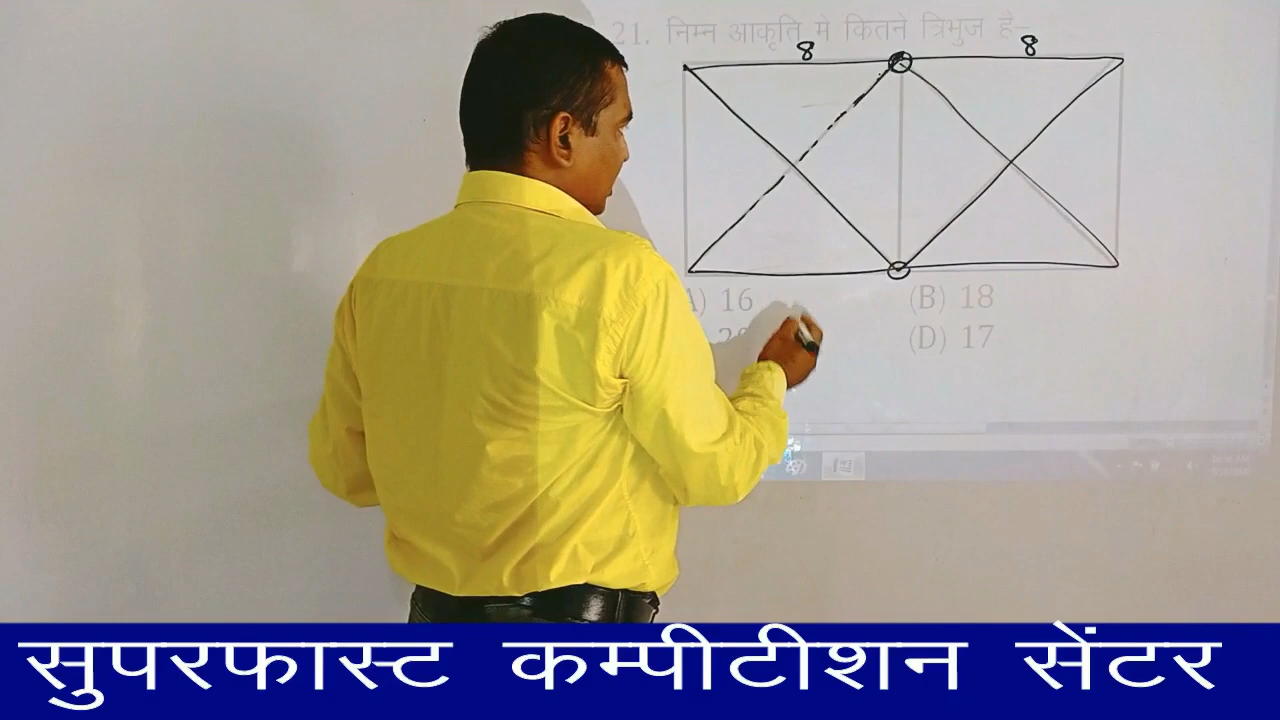 21. निम्न आकृति मे कितने त्रिभुज है–
8 8
A) 16 (B) 18
(D) 17
सुपरफास्ट कम्पीटीशन सेंटर